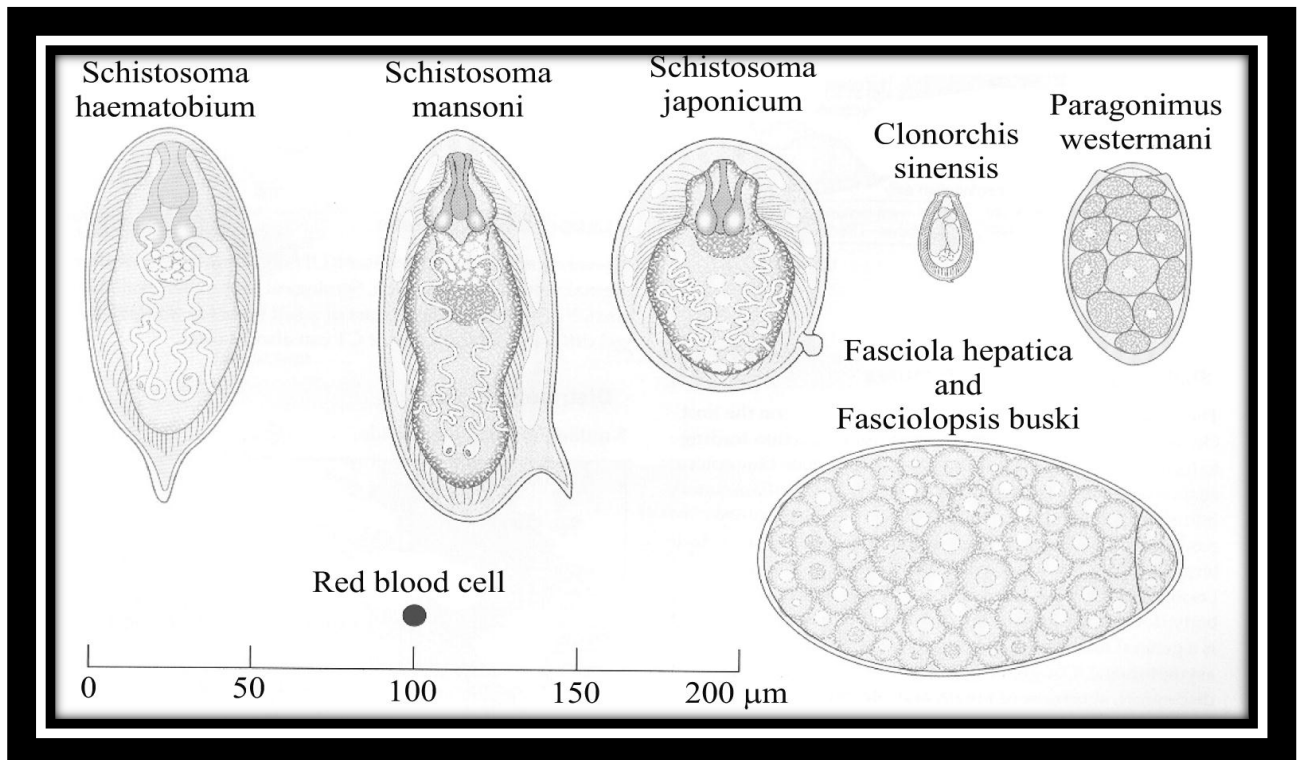 Schistosoma
haematobium
Schistosoma
mansoni
Schistosoma
japonicum
Clonorchis
sinensis
Paragonimus
westermani
Fasciola hepatica
and
Fasciolopsis buski
Red blood cell
0 50 100 150 200 μm